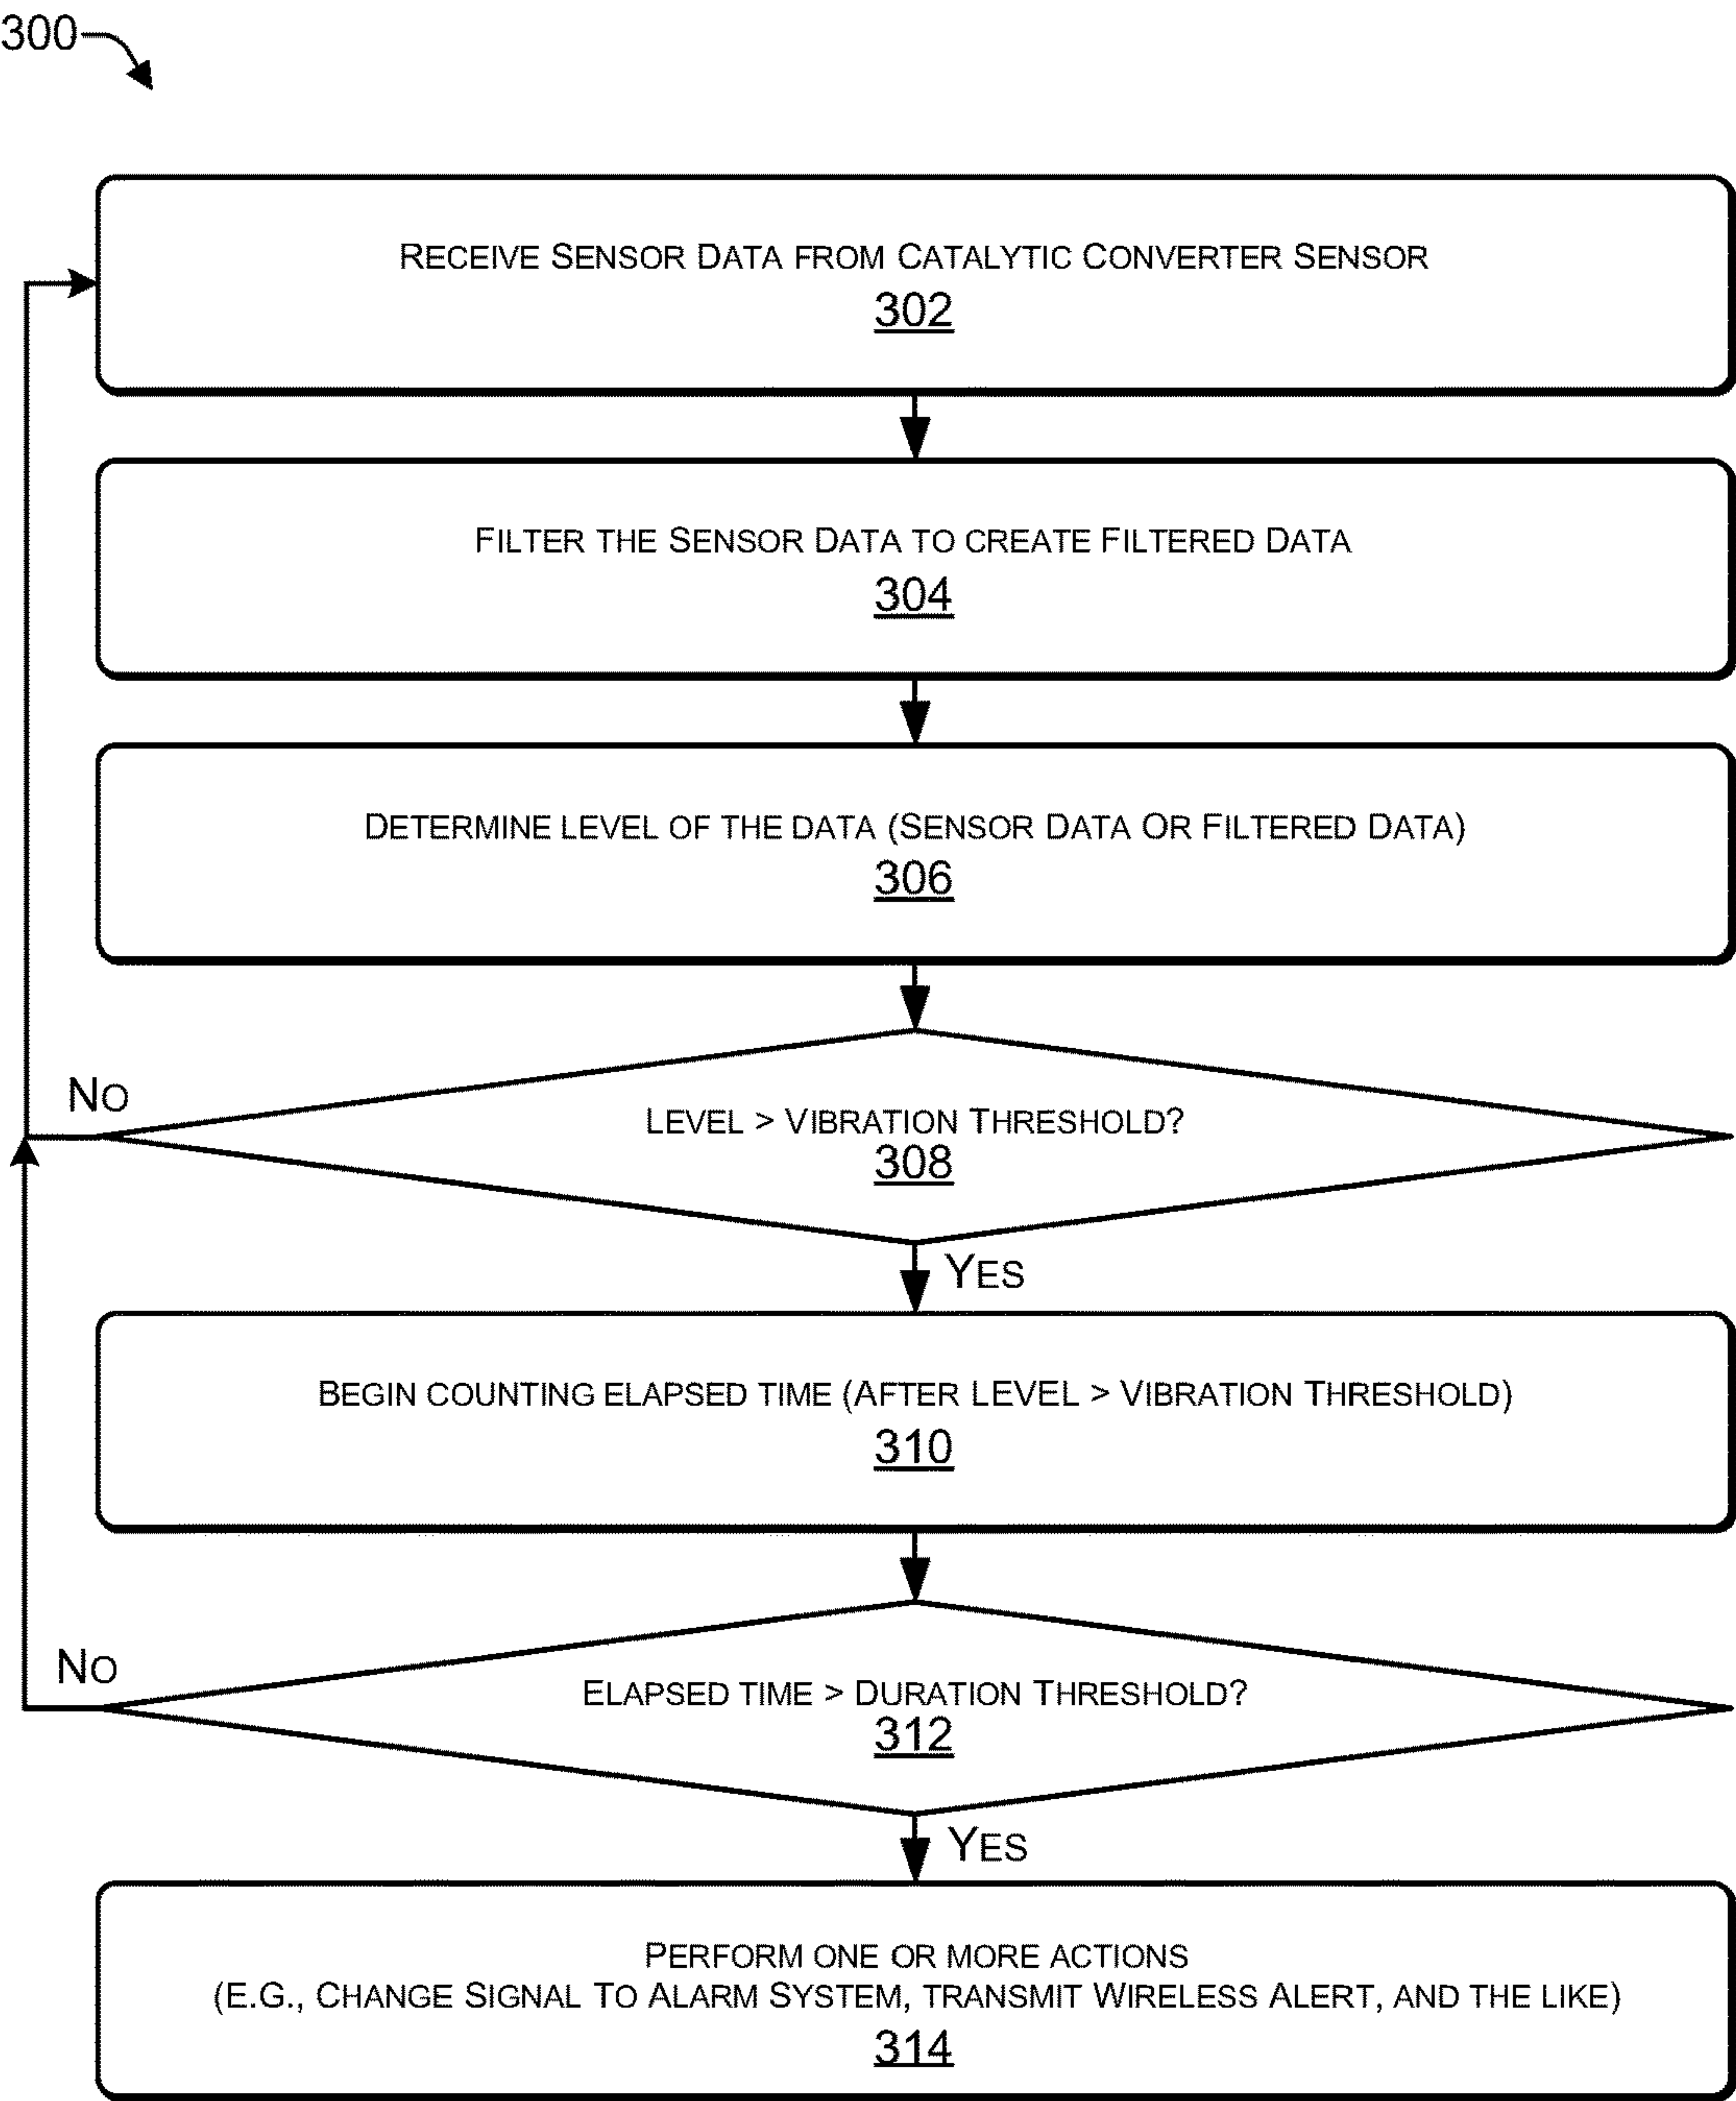 300
RECEIVE SENSOR DATA FROM CATALYTIC CONVERTER SENSOR
302
FILTER THE SENSOR DATA TO CREATE FILTERED DATA
304
DETERMINE LEVEL OF THE DATA (SENSOR DATA OR FILTERED DATA)
306
NO
LEVEL > VIBRATION THRESHOLD?
308
YES
BEGIN COUNTING ELAPSED TIME (AFTER LEVEL > VIBRATION THRESHOLD)
310
NO
ELAPSED TIME > DURATION THRESHOLD?
312
YES
PERFORM ONE OR MORE ACTIONS
(E.G., CHANGE SIGNAL TO ALARM SYSTEM, TRANSMIT WIRELESS ALERT, AND THE LIKE)
314